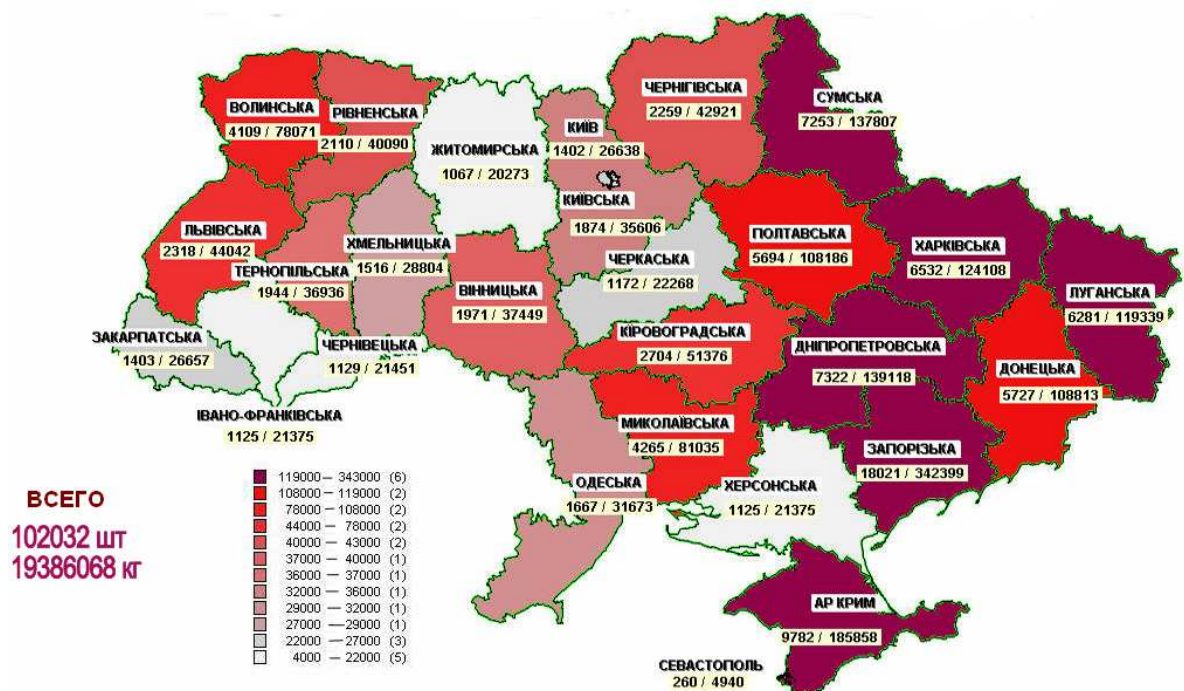 ВОЛИНСЬКА
4109 / 78071
РІВНЕНСЬКА
2110 / 40090
ЖИТОМИРСЬКА
1067 / 20273
КИЇВ
1402 / 26638
ЧЕРНІГІВСЬКА
2259 / 42921
СУМСЬКА
7253 / 137807
ЛЬВІВСЬКА
2318 / 44042
ТЕРНОПІЛЬСЬКА
1944 / 36936
ХМЕЛЬНИЦЬКА
1516 / 28804
КИЇВСЬКА
1874 / 35606
ЧЕРКАСЬКА
1172 / 22268
ПОЛТАВСЬКА
5694 / 108186
ХАРКІВСЬКА
6532 / 124108
ЛУГАНСЬКА
6281 / 119339
ВІННИЦЬКА
1971 / 37449
ЗАКАРПАТСЬКА
1403 / 26657
ЧЕРНІВЕЦЬКА
1129 / 21451
КІРОВОГРАДСЬКА
2704 / 51376
ДНІПРОПЕТРОВСЬКА
7322 / 139118
ДОНЕЦЬКА
5727 / 108813
ІВАНО-ФРАНКІВСЬКА
1125 / 21375
МИКОЛАЇВСЬКА
4265 / 81035
ЗАПОРІЗЬКА
18021 / 342399
ОДЕСЬКА
1667 / 31673
ХЕРСОНСЬКА
1125 / 21375
АР КРИМ
9782 / 185858
СЕВАСТОПОЛЬ
260 / 4940
ВСЕГО
102032 шт
19386068 кг
119000 — 343000 (6)
108000 — 119000 (2)
78000 — 108000 (2)
44000 — 78000 (2)
40000 — 43000 (2)
37000 — 40000 (1)
36000 — 37000 (1)
32000 — 36000 (1)
29000 — 32000 (1)
27000 — 29000 (1)
22000 — 27000 (3)
4000 — 22000 (5)